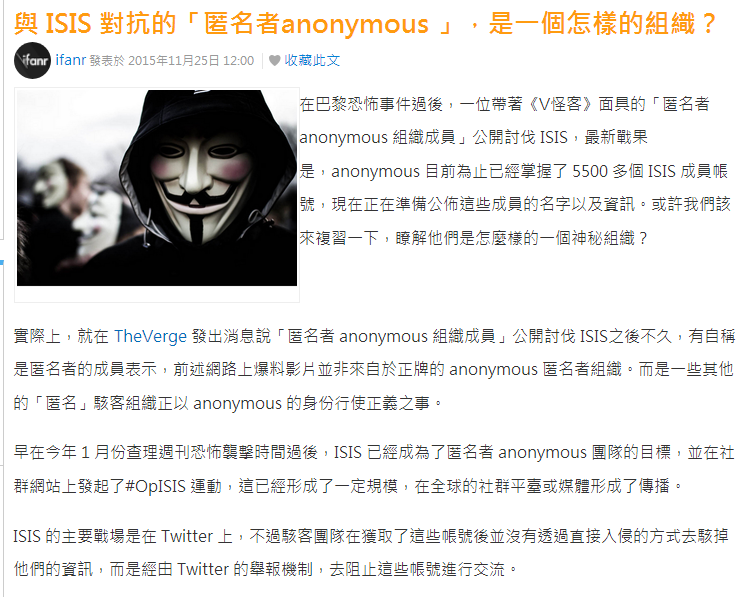 與 ISIS 對抗的「匿名者anonymous 」，是一個怎樣的組織？
ifanr
ifanr 發表於 2015年11月25日 12:00 收藏此文
在巴黎恐怖事件過後，一位帶著《V怪客》面具的「匿名者
anonymous 組織成員」公開討伐 ISIS，最新戰果
是，anonymous 目前為止已經掌握了 5500 多個 ISIS 成員帳
號，現在正在準備公佈這些成員的名字以及資訊。或許我們該
來複習一下，瞭解他們是怎麼樣的一個神秘組織？
實際上，就在 TheVerge 發出消息說「匿名者 anonymous 組織成員」公開討伐 ISIS之後不久，有自稱
是匿名者的成員表示，前述網路上爆料影片並非來自於正牌的 anonymous 匿名者組織。而是一些其他
的「匿名」駭客組織正以 anonymous 的身份行使正義之事。
早在今年 1 月份查理週刊恐怖襲擊時間過後，ISIS 已經成為了匿名者 anonymous 團隊的目標，並在社
群網站上發起了#OpISIS 運動，這已經形成了一定規模，在全球的社群平臺或媒體形成了傳播。
ISIS 的主要戰場是在 Twitter 上，不過駭客團隊在獲取了這些帳號後並沒有透過直接入侵的方式去駭掉
他們的資訊，而是經由 Twitter 的舉報機制，去阻止這些帳號進行交流。